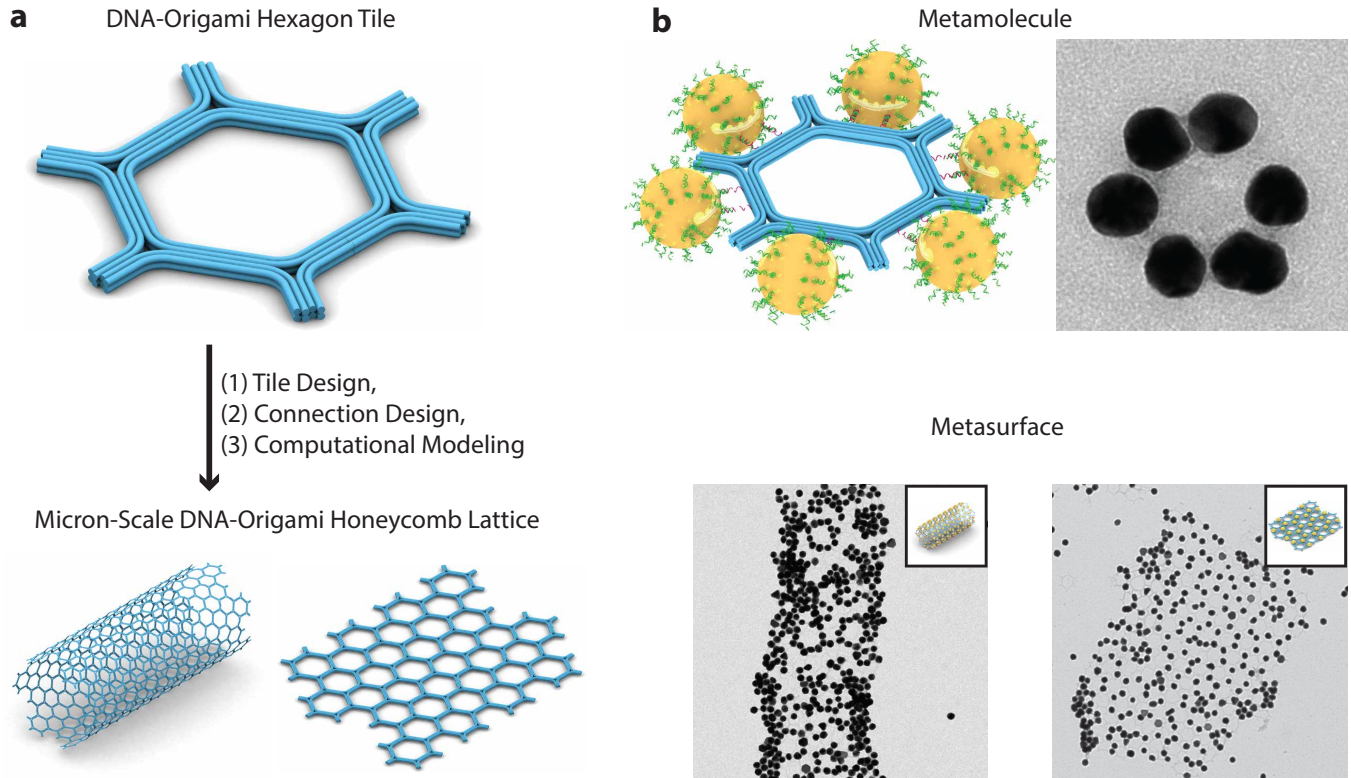 a
DNA-Origami Hexagon Tile
(1) Tile Design,
(2) Connection Design,
(3) Computational Modeling
Micron-Scale DNA-Origami Honeycomb Lattice
b
Metamolecule
Metasurface